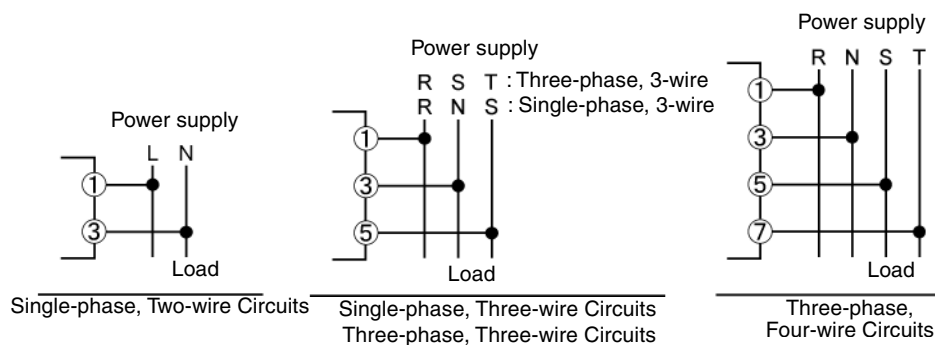 Power supply
L N
1
3
Load
Single-phase, Two-wire Circuits
Power supply
R S T : Three-phase, 3-wire
R N S : Single-phase, 3-wire
1
3
5
Load
Single-phase, Three-wire Circuits
Three-phase, Three-wire Circuits
Power supply
R N S T
1
3
5
7
Load
Three-phase,
Four-wire Circuits